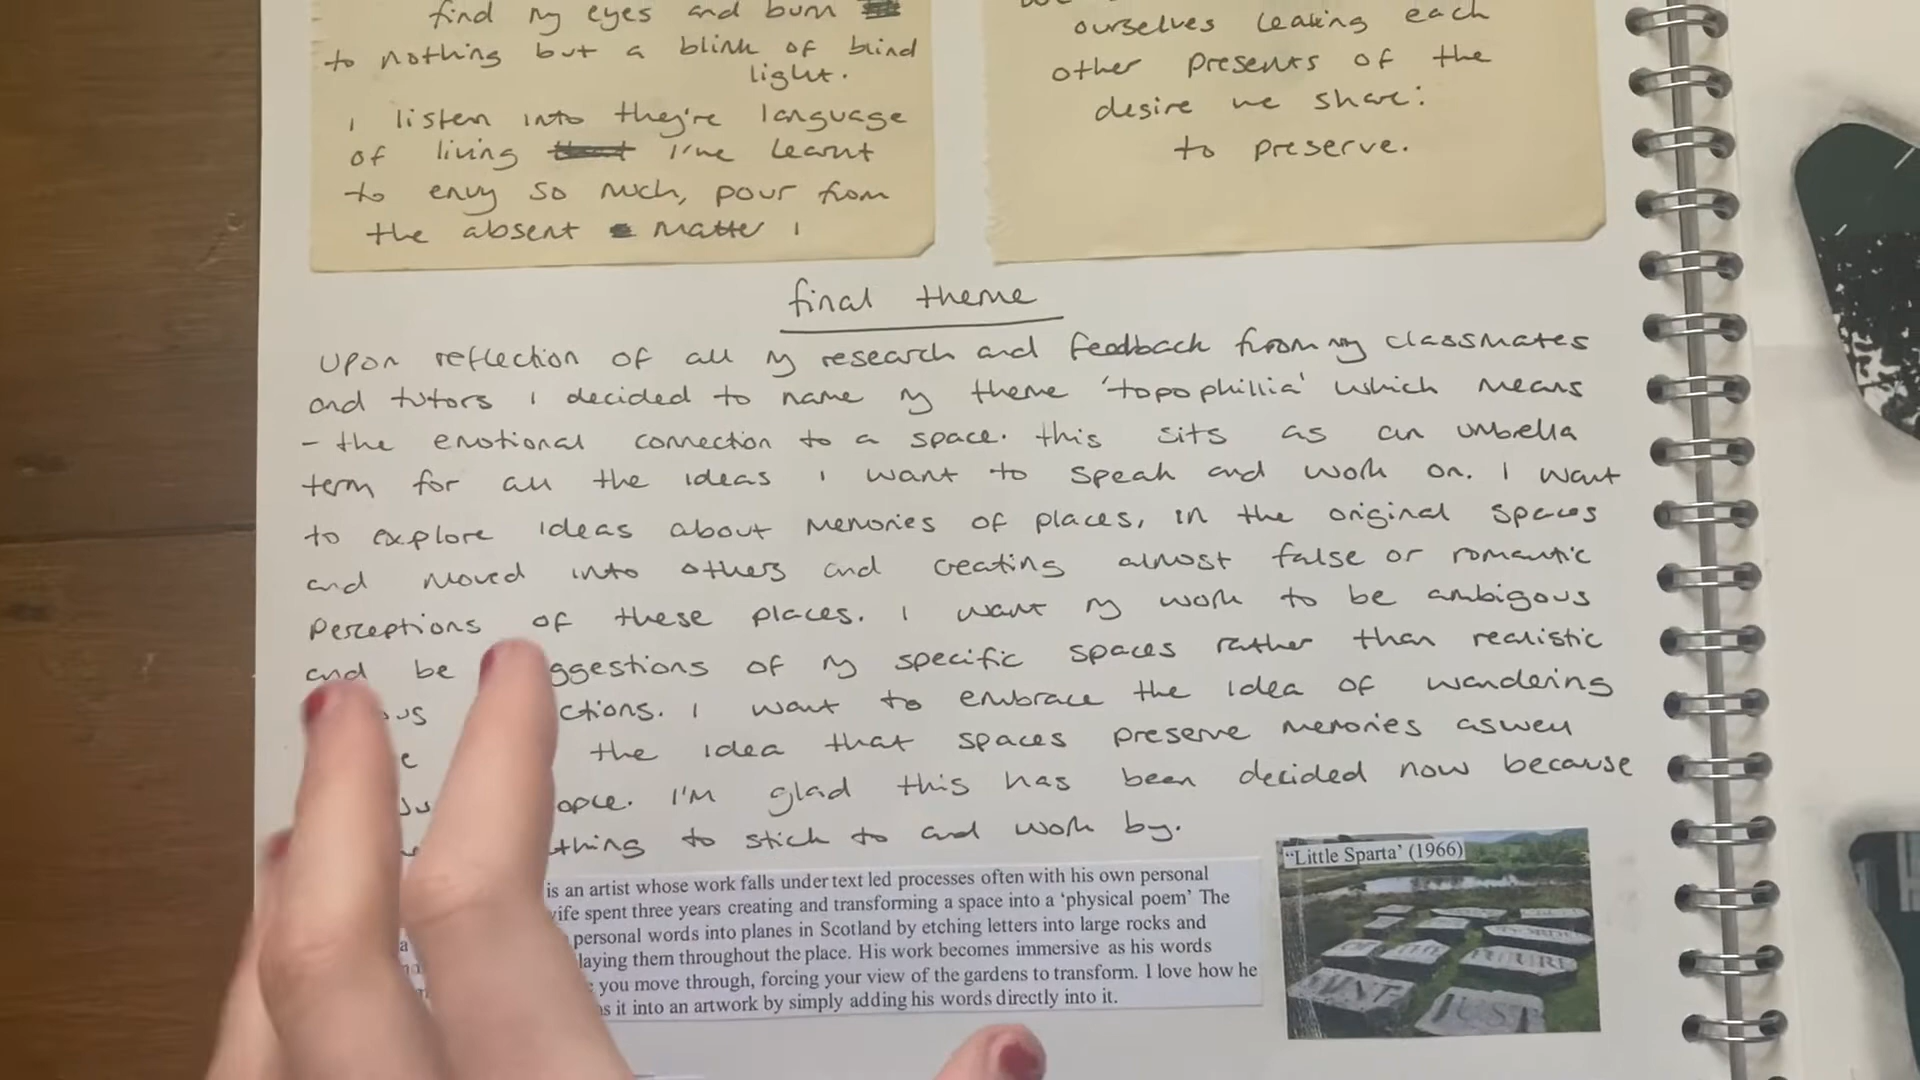 find my eyes and burn
to nothing but a blink of blind
light.
I listen into they're language
of living I've learnt
to envy so much, pour from
the absent matter I
ourselves leaving each
other presents of the
desire we share:
to preserve.
final theme
Upon reflection of all my research and feedback from my classmates
and tutors I decided to name my theme 'topophillia' which means
- the emotional connection to a space. this sits as an umbrella
term for all the ideas I want to speak and work on. I want
to explore ideas about memories of places, in the original spaces
and moved into others and creating almost false or romantic
perceptions of these places. I want my work to be ambigous
and be ggestions of my specific spaces rather than realistic
ctions. I want to embrace the idea of wandering
the idea that spaces preserve memories aswell
ople. I'm glad this has been decided now because
thing to stick to and work by.
is an artist whose work falls under text led processes often with his own personal
ife spent three years creating and transforming a space into a 'physical poem' The
personal words into planes in Scotland by etching letters into large rocks and
laying them throughout the place. His work becomes immersive as his words
you move through, forcing your view of the gardens to transform. I love how he
s it into an artwork by simply adding his words directly into it.
"Little Sparta' (1966)
OF THE
FUTURE
JUST